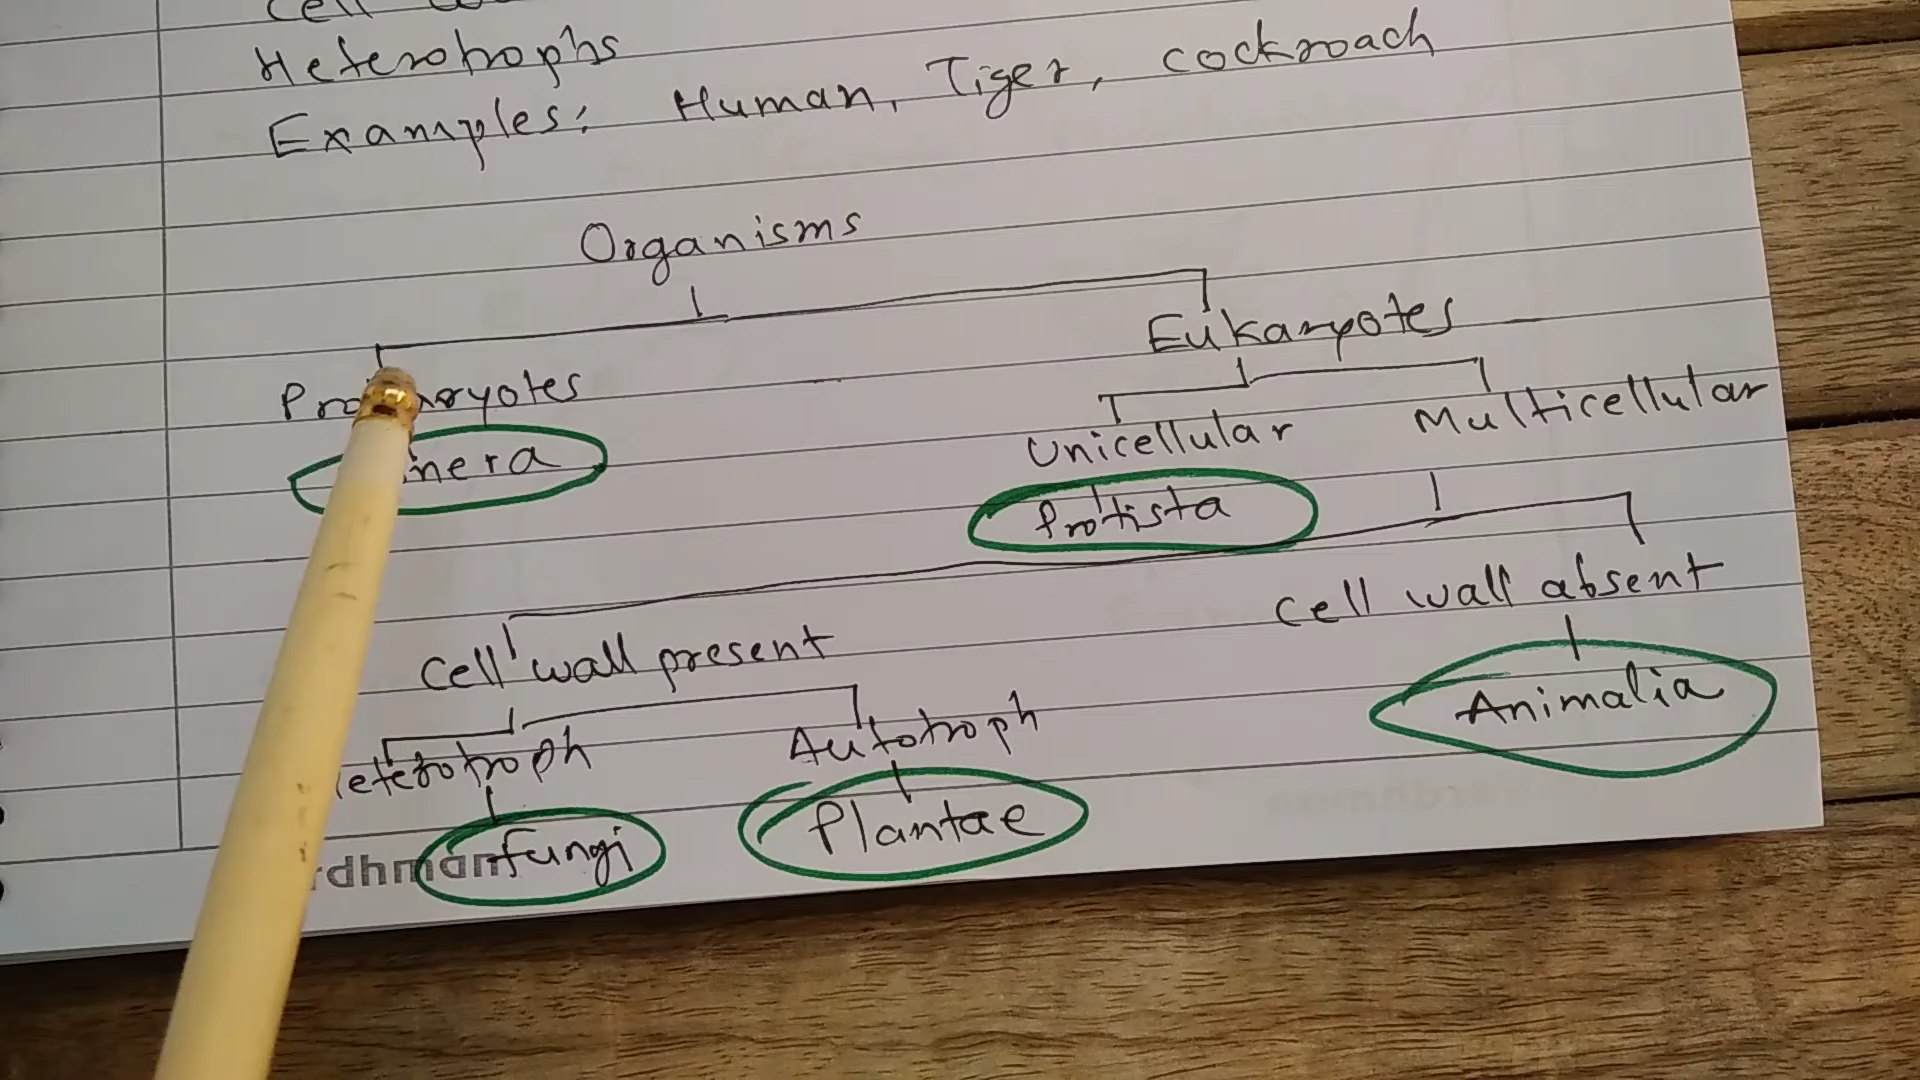 Cell
Heterotrophs
Examples: Human, Tiger, cockroach
Organisms
Eukaryotes
Unicellular Multicellular
Protista
Cell wall absent
Cell wall present
Animalia
Autotroph
Fungi Plantae